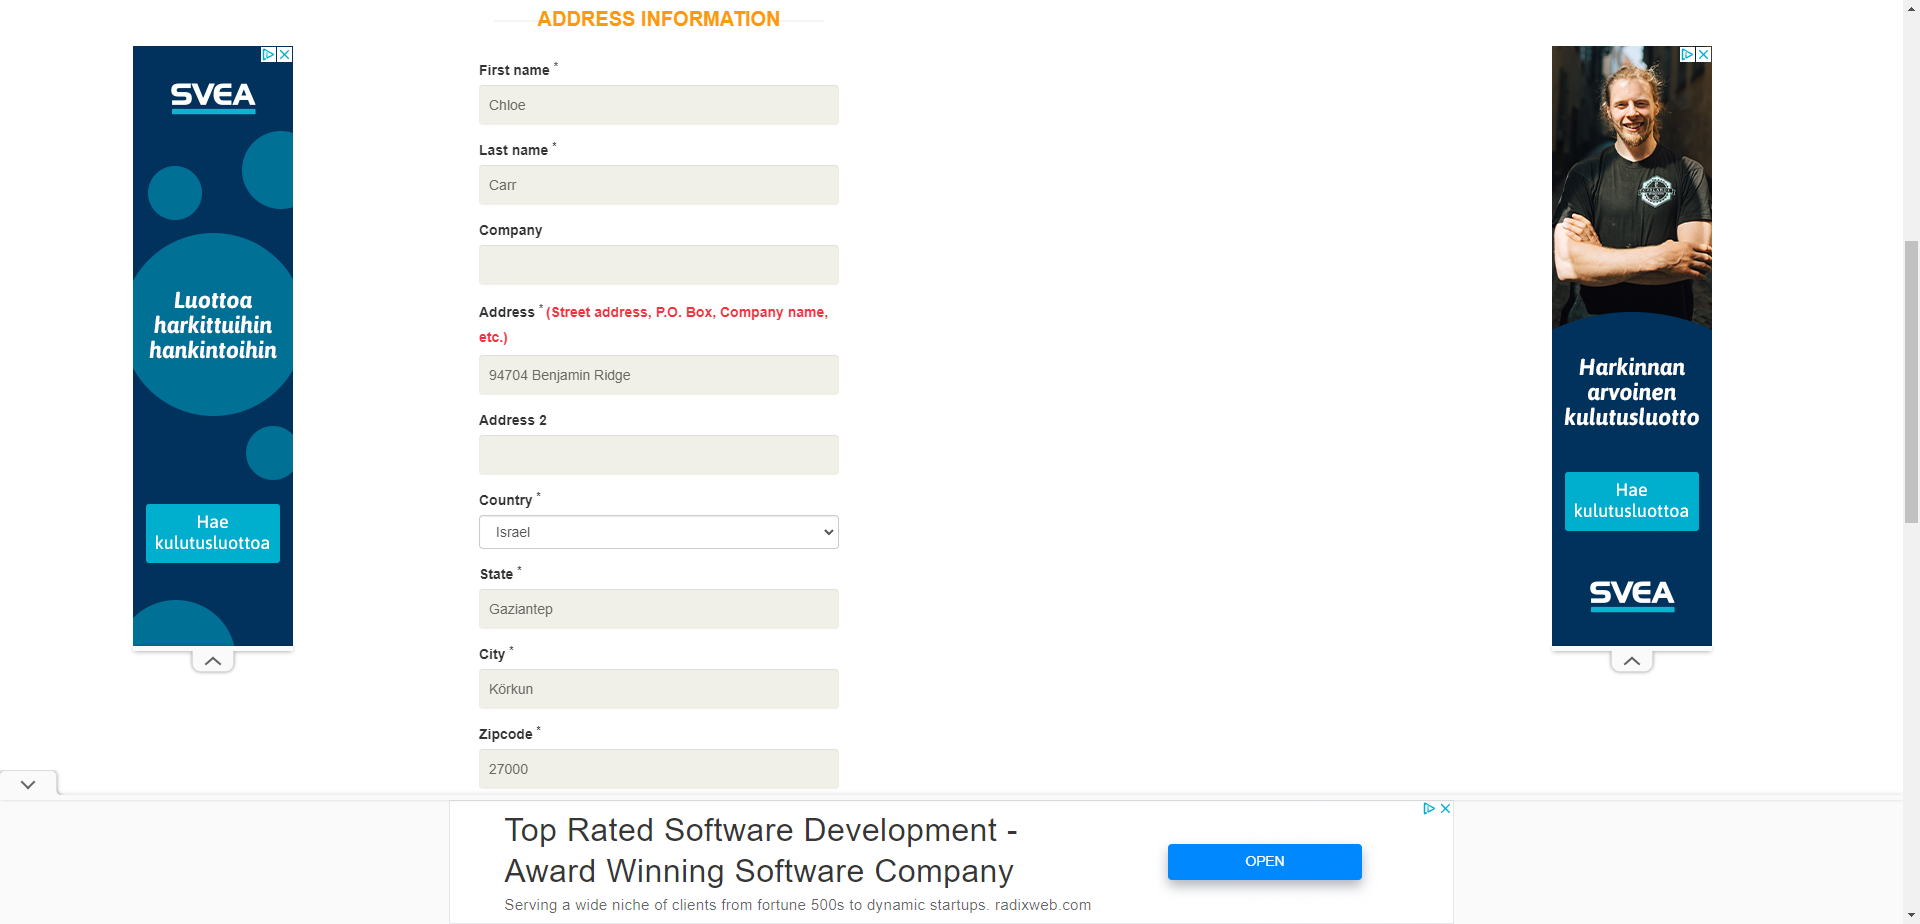 ADDRESS INFORMATION
First name *
Chloe
Last name *
Carr
Company
Address * (Street address, P.O. Box, Company name,
etc.)
94704 Benjamin Ridge
Address 2
Country *
Israel
State *
Gaziantep
City *
Körkun
Zipcode *
27000
SVEA
Luottoa
harkittuihin
hankintoihin
Hae
kulutusluottoa
Harkinnan
arvoinen
kulutusluotto
Hae
kulutusluottoa
SVEA
Top Rated Software Development -
Award Winning Software Company
Serving a wide niche of clients from fortune 500s to dynamic startups. radixweb.com
OPEN